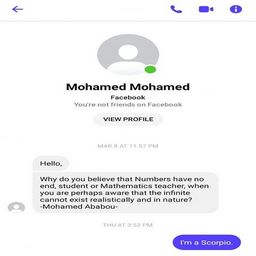 Mohamed Mohamed
Facebook
You're not friends on Facebook
VIEW PROFILE
MAR 8 AT 11:57 PM
Hello,
Why do you believe that Numbers have no
end, student or Mathematics teacher, when
you are perhaps aware that the infinite
cannot exist realistically and in nature?
-Mohamed Ababou-
THU AT 3:52 PM
I'm a Scorpio.